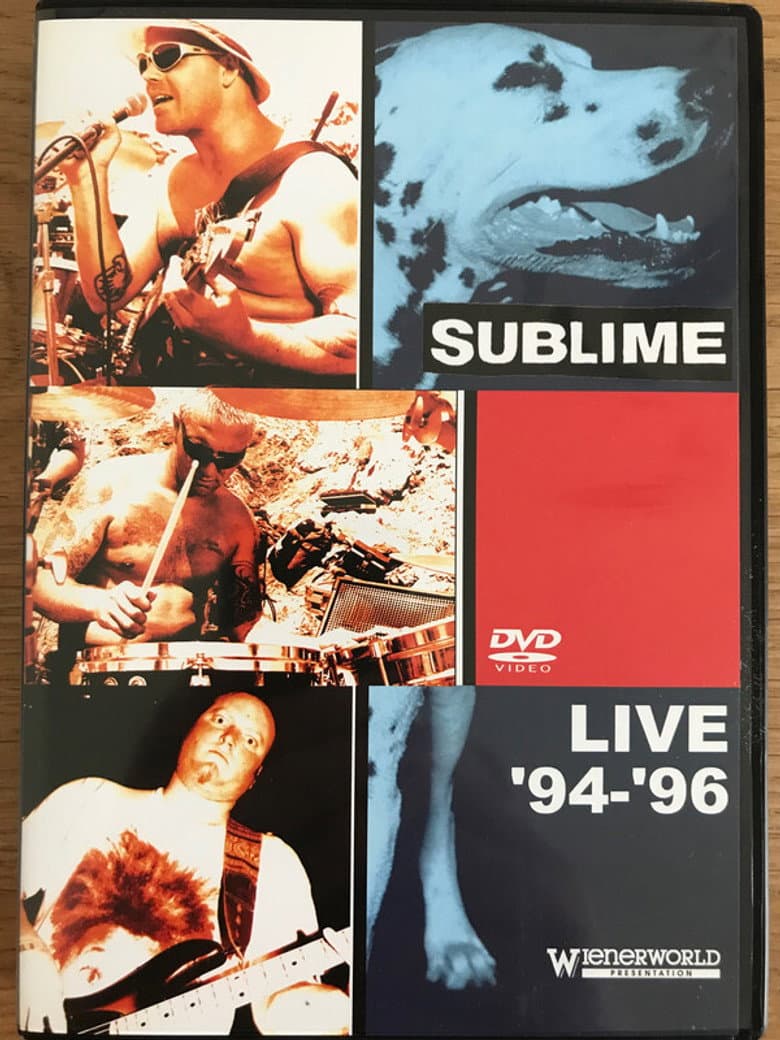 SUBLIME
DVD
VIDEO
LIVE
'94-'96
WIENERWORLD
PRESENTATION